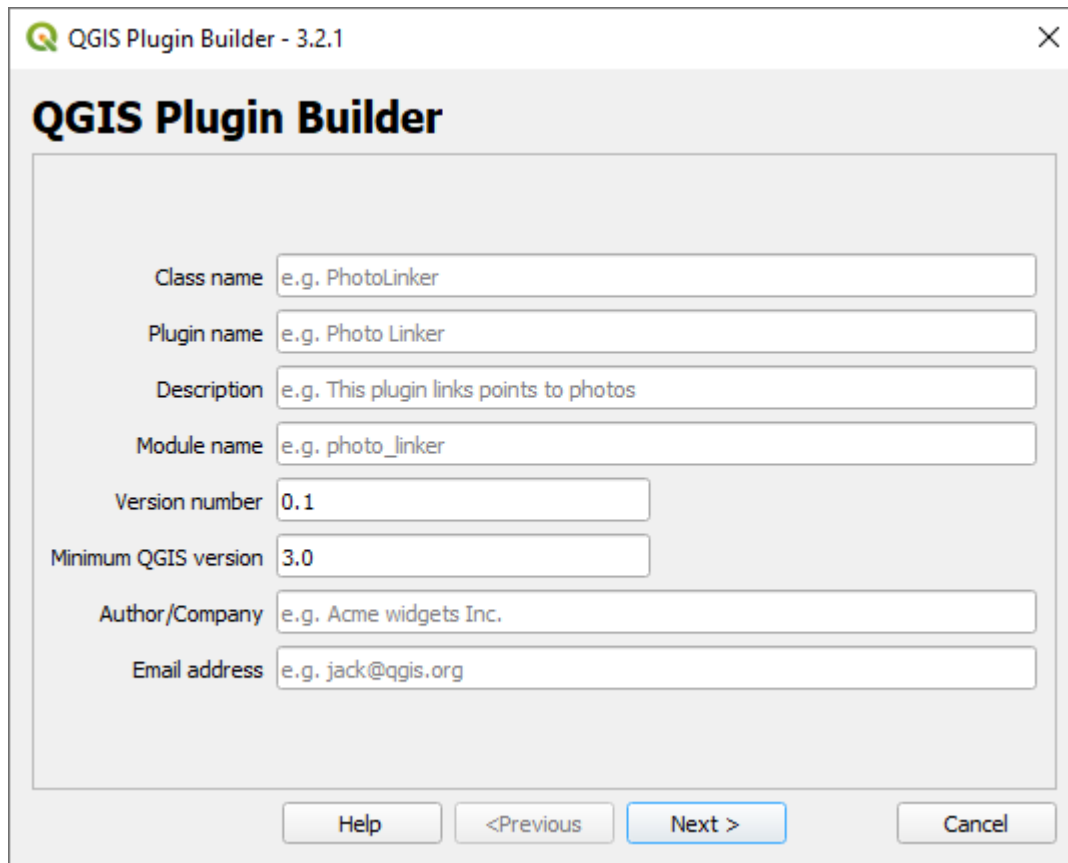 QGIS Plugin Builder - 3.2.1
QGIS Plugin Builder
Class name e.g. PhotoLinker
Plugin name e.g. Photo Linker
Description e.g. This plugin links points to photos
Module name e.g. photo_linker
Version number 0.1
Minimum QGIS version 3.0
Author/Company e.g. Acme widgets Inc.
Email address e.g. jack@qgis.org
Help <Previous Next > Cancel